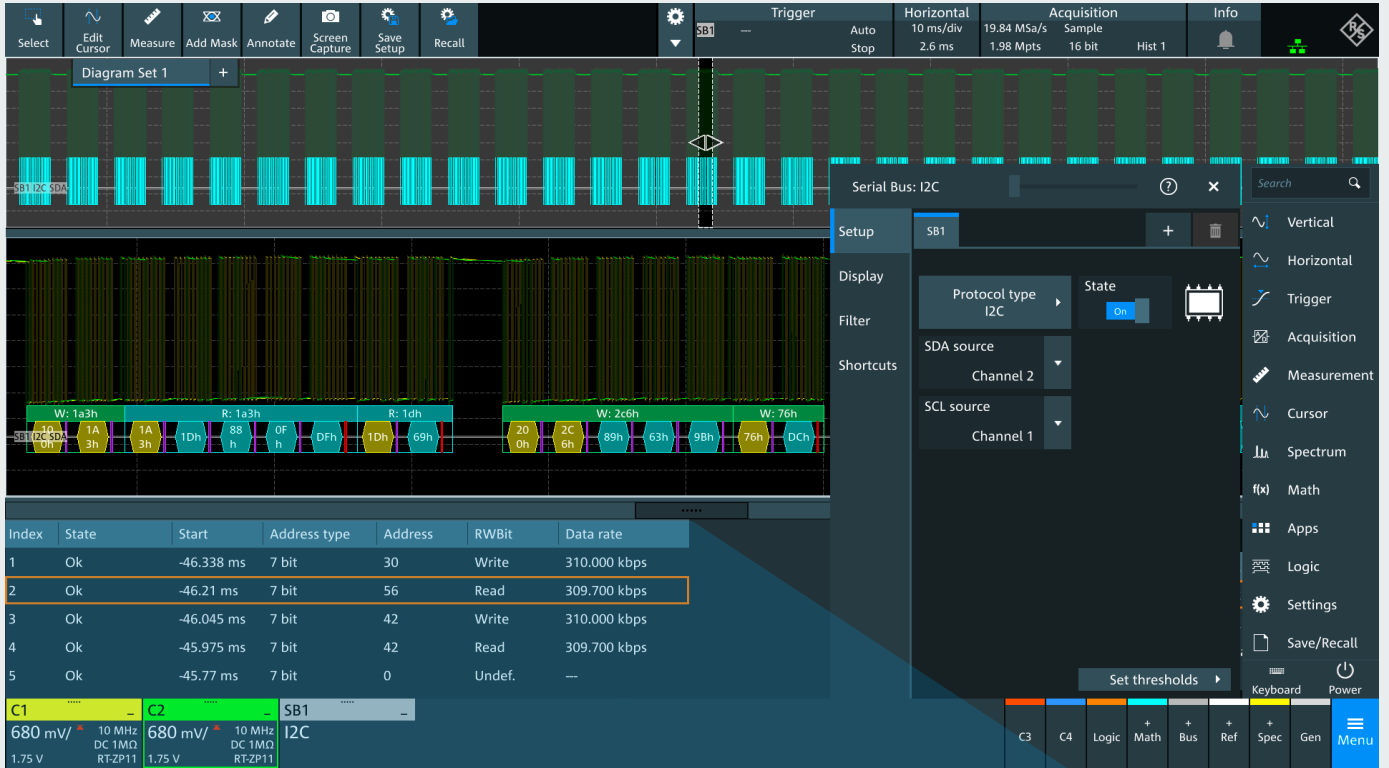 Select
Edit
Cursor
Measure
Add Mask
Annotate
Screen
Capture
Save
Setup
Recall
SB1
Trigger
---
Auto
Stop
Horizontal
10 ms/div
2.6 ms
Acquisition
19.84 MSa/s Sample
1.98 Mpts 16 bit Hist 1
Info
R&S
Diagram Set 1 +
SB1 I2C SDA
W: 1a3h R: 1a3h R: 1dh W: 2c6h W: 76h
SB1 I2C SDA
10
0h
1A
3h
1A
3h
1Dh
88
h
0F
h
DFh
1Dh
69h
20
0h
2C
6h
89h
63h
9Bh
76h
DCh
Index State Start Address type Address RWBit Data rate
1 Ok -46.338 ms 7 bit 30 Write 310.000 kbps
2 Ok -46.21 ms 7 bit 56 Read 309.700 kbps
3 Ok -46.045 ms 7 bit 42 Write 310.000 kbps
4 Ok -45.975 ms 7 bit 42 Read 309.700 kbps
5 Ok -45.77 ms 7 bit 0 Undef. ---
Serial Bus: I2C
?
Setup
Display
Filter
Shortcuts
SB1
+
Protocol type
I2C
State
On
SDA source
Channel 2
SCL source
Channel 1
Set thresholds
Search
Vertical
Horizontal
Trigger
Acquisition
Measurement
Cursor
Spectrum
f(x) Math
Apps
Logic
Settings
Save/Recall
Keyboard
Power
C1
680 mV/
10 MHz
DC 1MΩ
1.75 V RT-ZP11
C2
680 mV/
10 MHz
DC 1MΩ
1.75 V RT-ZP11
SB1
I2C
C3
C4
Logic
+
Math
+
Bus
+
Ref
+
Spec
Gen
Menu